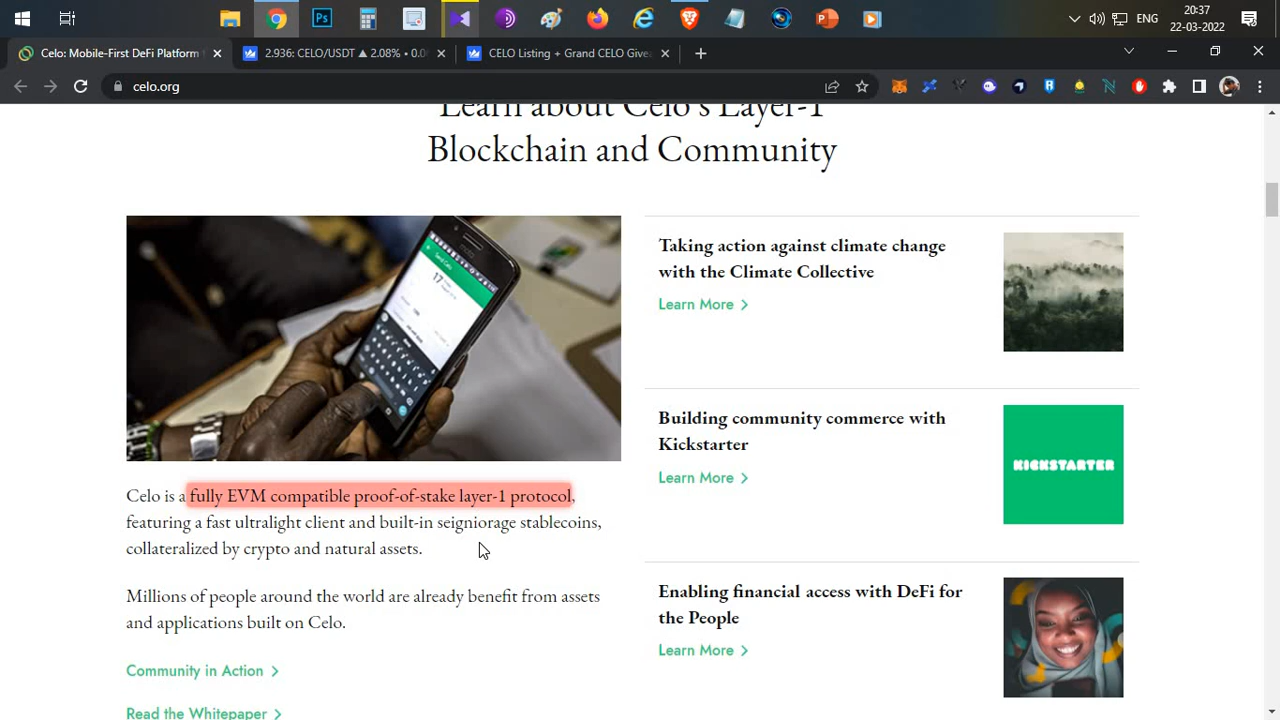 Ps
ENG
20:37
22-03-2022
Celo: Mobile-First DeFi Platform
2.936: CELO/USDT ▲ 2.08% • 0.0
CELO Listing + Grand CELO Give
celo.org
Learn about Celo's Layer-1
Blockchain and Community
Taking action against climate change
with the Climate Collective
Learn More >
Building community commerce with
Kickstarter
Learn More >
KICKSTARTER
Celo is a fully EVM compatible proof-of-stake layer-1 protocol,
featuring a fast ultralight client and built-in seigniorage stablecoins,
collateralized by crypto and natural assets.
Millions of people around the world are already benefit from assets
and applications built on Celo.
Enabling financial access with DeFi for
the People
Learn More >
Community in Action >
Read the Whitepaper >